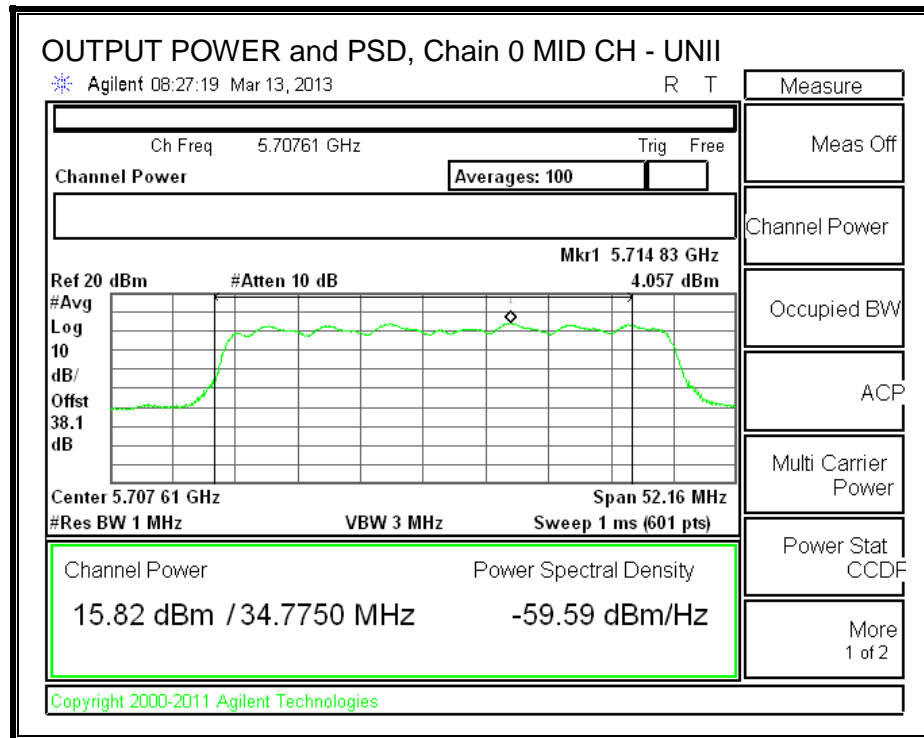 OUTPUT POWER and PSD, Chain 0 MID CH - UNII
Agilent 08:27:19 Mar 13, 2013 R T
Ch Freq 5.70761 GHz Trig Free
Channel Power Averages: 100
Mkr1 5.714 83 GHz
Ref 20 dBm #Atten 10 dB 4.057 dBm
#Avg
Log
10
dB/
Offst
38.1
dB
1
Center 5.707 61 GHz Span 52.16 MHz
#Res BW 1 MHz VBW 3 MHz Sweep 1 ms (601 pts)
Channel Power Power Spectral Density
15.82 dBm / 34.7750 MHz -59.59 dBm/Hz
Copyright 2000-2011 Agilent Technologies
Measure
Meas Off
Channel Power
Occupied BW
ACP
Multi Carrier
Power
Power Stat
CCDF
More
1 of 2